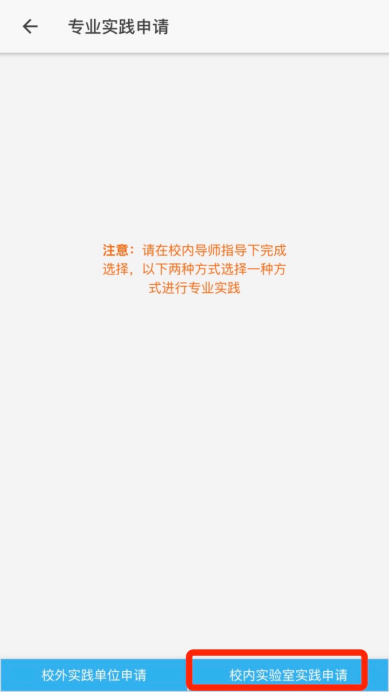 专业实践申请
注意：请在校内导师指导下完成
选择，以下两种方式选择一种方
式进行专业实践
校外实践单位申请
校内实验室实践申请